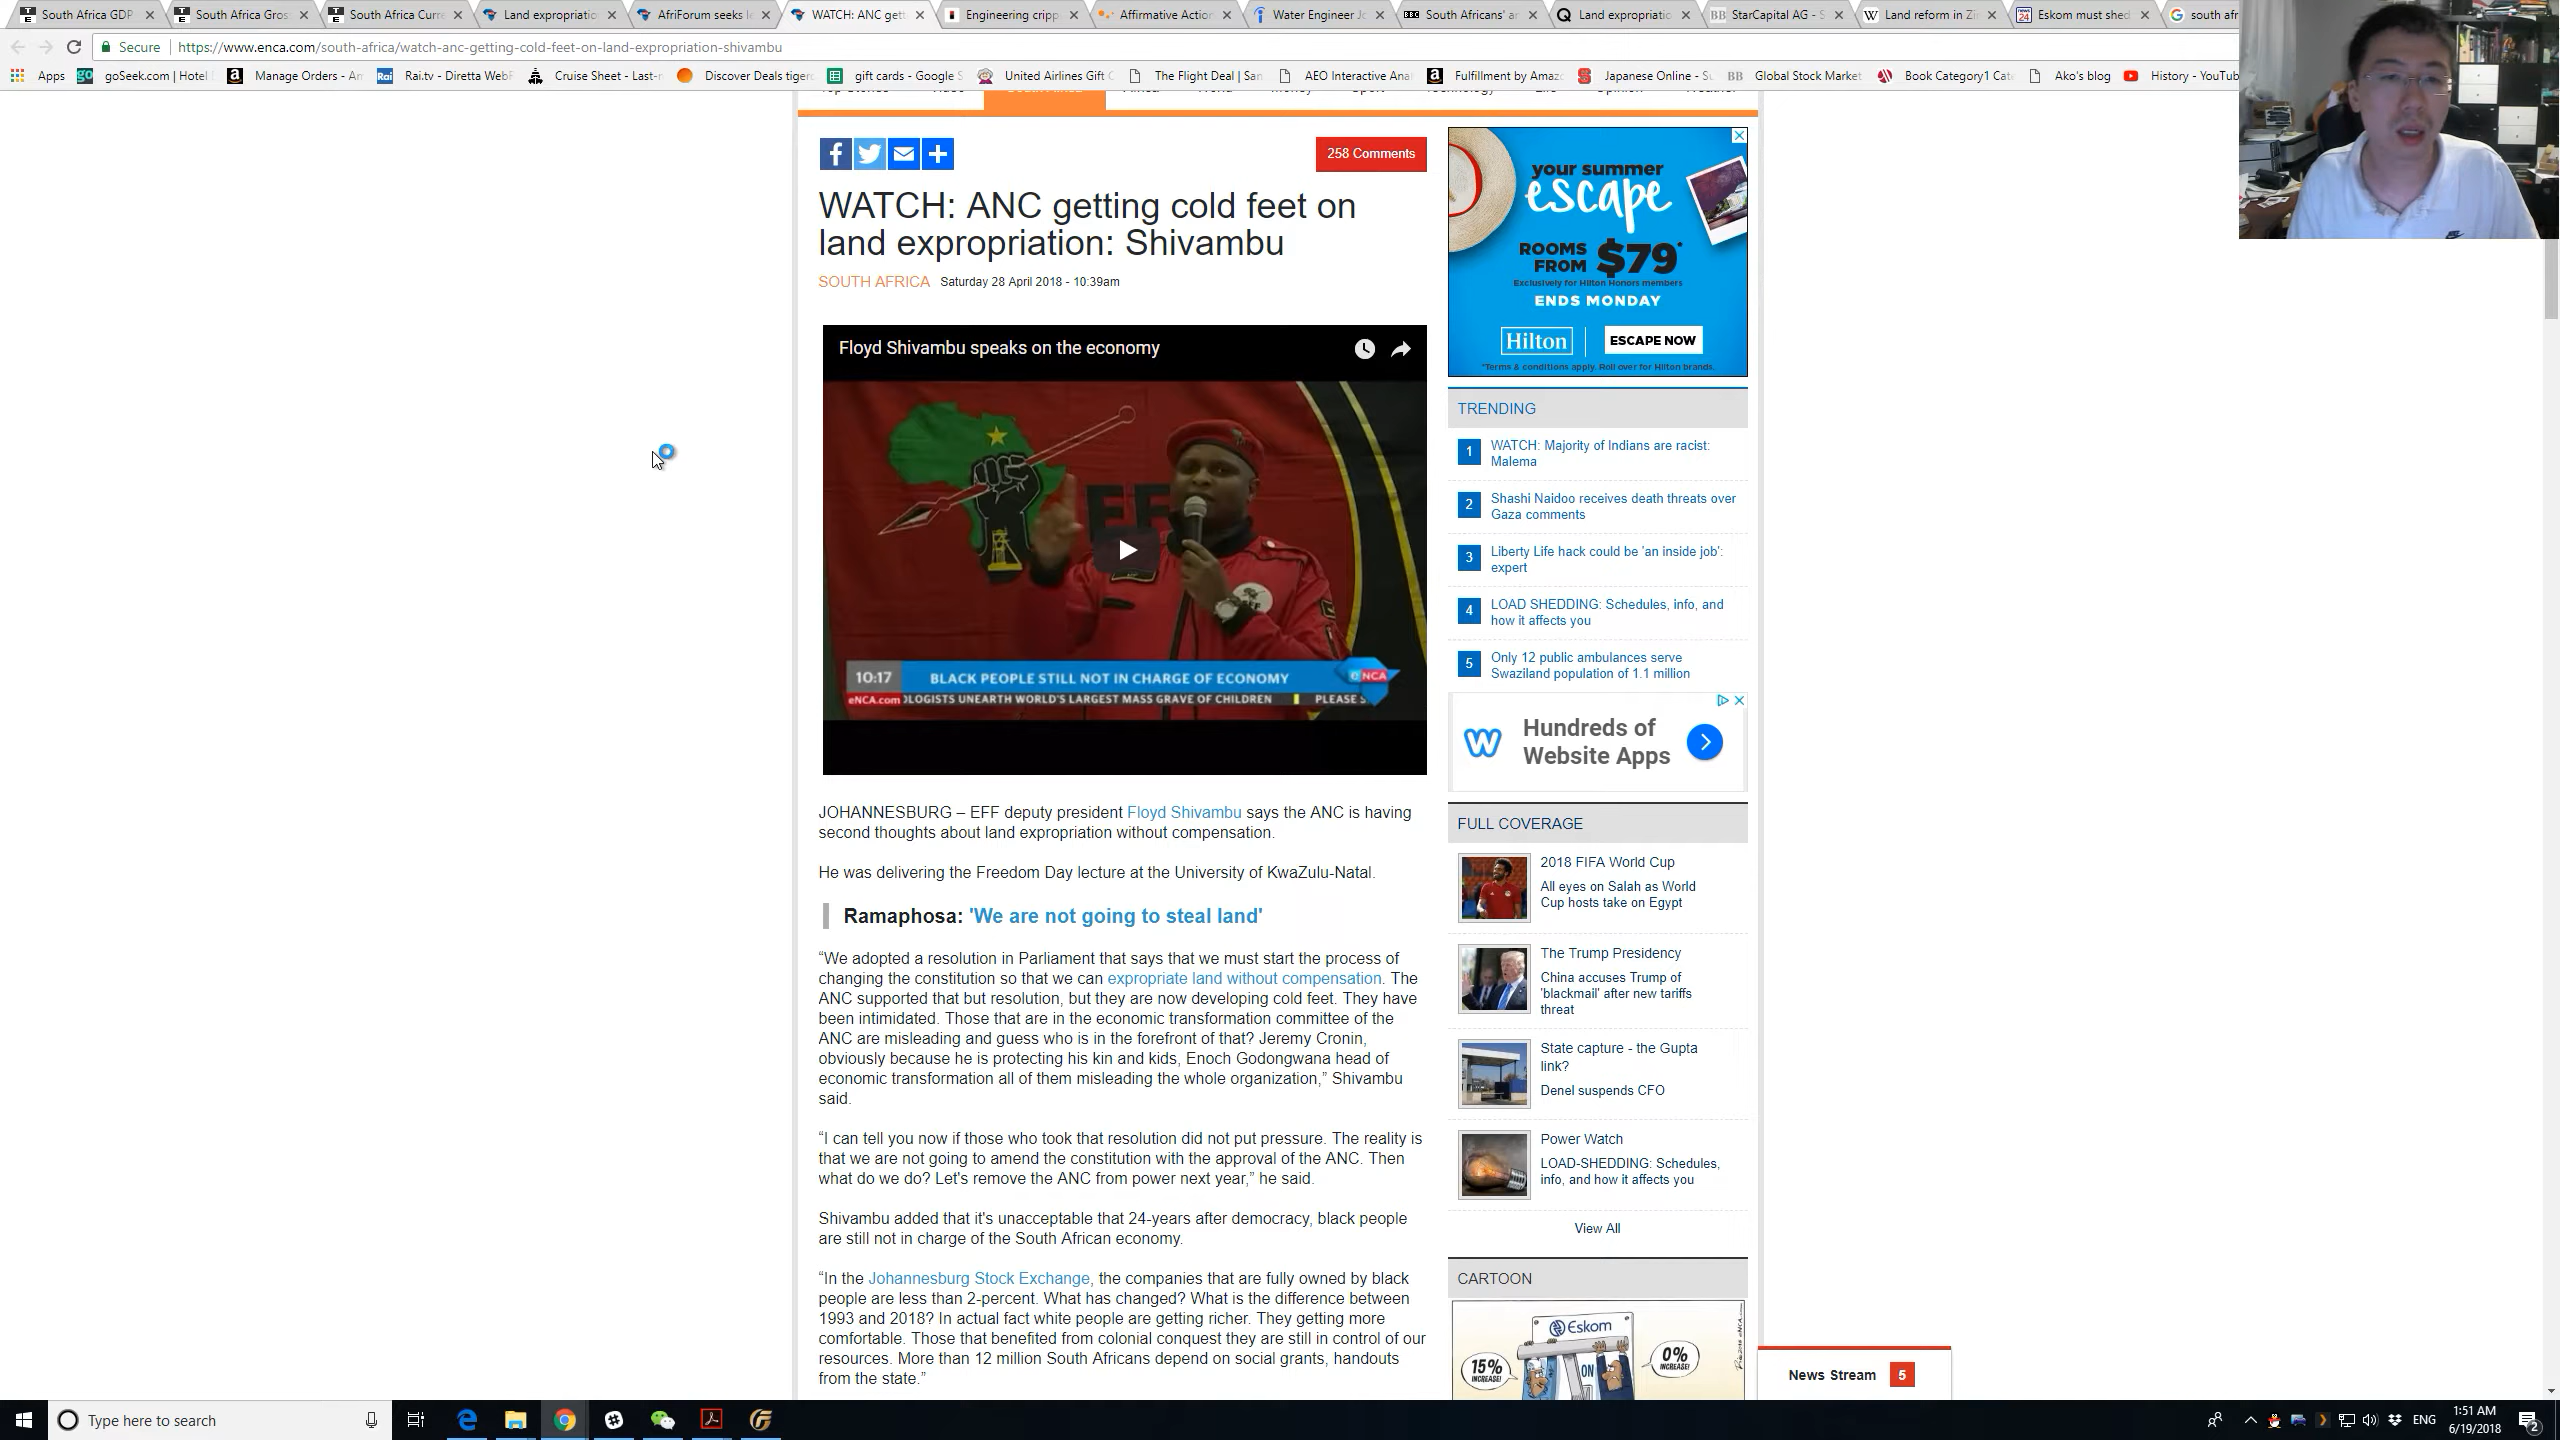 South Africa GDP
South Africa Gros
South Africa Curre
Land expropriatio
AfriForum seeks le
WATCH: ANC gett
Engineering cripp
Affirmative Action
Water Engineer Jo
South Africans' an
Land expropriatio
StarCapital AG - S
Land reform in Zim
Eskom must shed
south afr
Secure
https://www.enca.com/south-africa/watch-anc-getting-cold-feet-on-land-expropriation-shivambu
Apps
goSeek.com | Hotel
Manage Orders - Am
Rai.tv - Diretta WebR
Cruise Sheet - Last-m
Discover Deals tiger
gift cards - Google S
United Airlines Gift C
The Flight Deal | San
AEO Interactive Anal
Fulfillment by Amazo
Japanese Online - Su
Global Stock Market
Book Category1 Cate
Ako's blog
History - YouTub
258 Comments
WATCH: ANC getting cold feet on
land expropriation: Shivambu
SOUTH AFRICA Saturday 28 April 2018 - 10:39am
Floyd Shivambu speaks on the economy
EFF
10:17 BLACK PEOPLE STILL NOT IN CHARGE OF ECONOMY
eNCA
eNCA.com OLOGISTS UNEARTH WORLD'S LARGEST MASS GRAVE OF CHILDREN PLEASE S
JOHANNESBURG – EFF deputy president Floyd Shivambu says the ANC is having
second thoughts about land expropriation without compensation.
He was delivering the Freedom Day lecture at the University of KwaZulu-Natal.
Ramaphosa: 'We are not going to steal land'
“We adopted a resolution in Parliament that says that we must start the process of
changing the constitution so that we can expropriate land without compensation. The
ANC supported that but resolution, but they are now developing cold feet. They have
been intimidated. Those that are in the economic transformation committee of the
ANC are misleading and guess who is in the forefront of that? Jeremy Cronin,
obviously because he is protecting his kin and kids, Enoch Godongwana head of
economic transformation all of them misleading the whole organization,” Shivambu
said.
“I can tell you now if those who took that resolution did not put pressure. The reality is
that we are not going to amend the constitution with the approval of the ANC. Then
what do we do? Let's remove the ANC from power next year,” he said.
Shivambu added that it's unacceptable that 24-years after democracy, black people
are still not in charge of the South African economy.
“In the Johannesburg Stock Exchange, the companies that are fully owned by black
people are less than 2-percent. What has changed? What is the difference between
1993 and 2018? In actual fact white people are getting richer. They getting more
comfortable. Those that benefited from colonial conquest they are still in control of our
resources. More than 12 million South Africans depend on social grants, handouts
from the state.”
your summer
escape
ROOMS
FROM $79*
Exclusively for Hilton Honors members
ENDS MONDAY
Hilton
ESCAPE NOW
*Terms & conditions apply. Roll over for Hilton brands.
TRENDING
1 WATCH: Majority of Indians are racist:
Malema
2 Shashi Naidoo receives death threats over
Gaza comments
3 Liberty Life hack could be 'an inside job':
expert
4 LOAD SHEDDING: Schedules, info, and
how it affects you
5 Only 12 public ambulances serve
Swaziland population of 1.1 million
Hundreds of
Website Apps
FULL COVERAGE
2018 FIFA World Cup
All eyes on Salah as World
Cup hosts take on Egypt
The Trump Presidency
China accuses Trump of
'blackmail' after new tariffs
threat
State capture - the Gupta
link?
Denel suspends CFO
Power Watch
LOAD-SHEDDING: Schedules,
info, and how it affects you
View All
CARTOON
Eskom
15%
INCREASE!
ON
0%
INCREASE!
News Stream 5
Type here to search
ENG
1:51 AM
6/19/2018
2